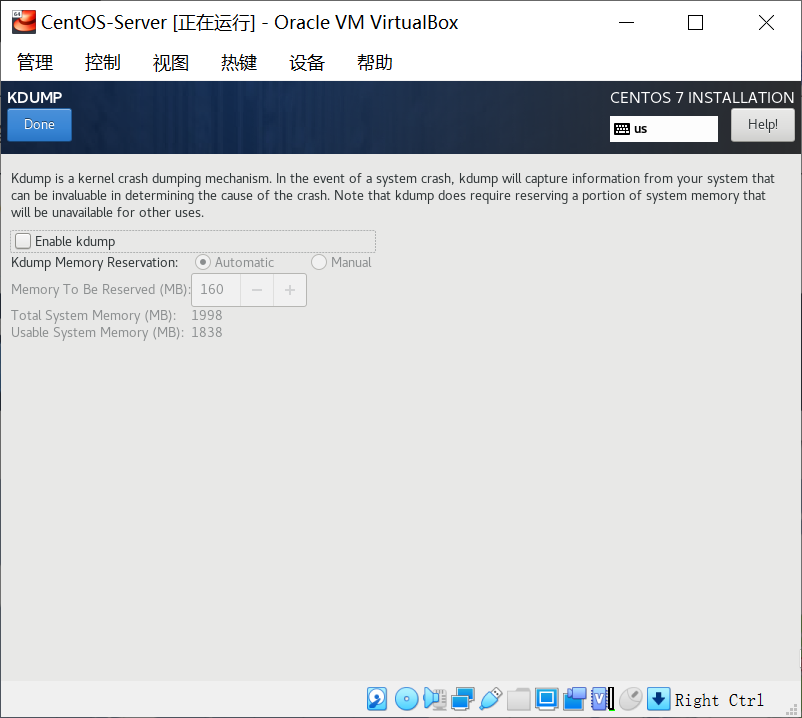 CentOS-Server [正在运行] - Oracle VM VirtualBox
管理 控制 视图 热键 设备 帮助
KDUMP
CENTOS 7 INSTALLATION
Done
us
Help!
Kdump is a kernel crash dumping mechanism. In the event of a system crash, kdump will capture information from your system that
can be invaluable in determining the cause of the crash. Note that kdump does require reserving a portion of system memory that
will be unavailable for other uses.
Enable kdump
Kdump Memory Reservation: Automatic Manual
Memory To Be Reserved (MB): 160 − +
Total System Memory (MB): 1998
Usable System Memory (MB): 1838
Right Ctrl